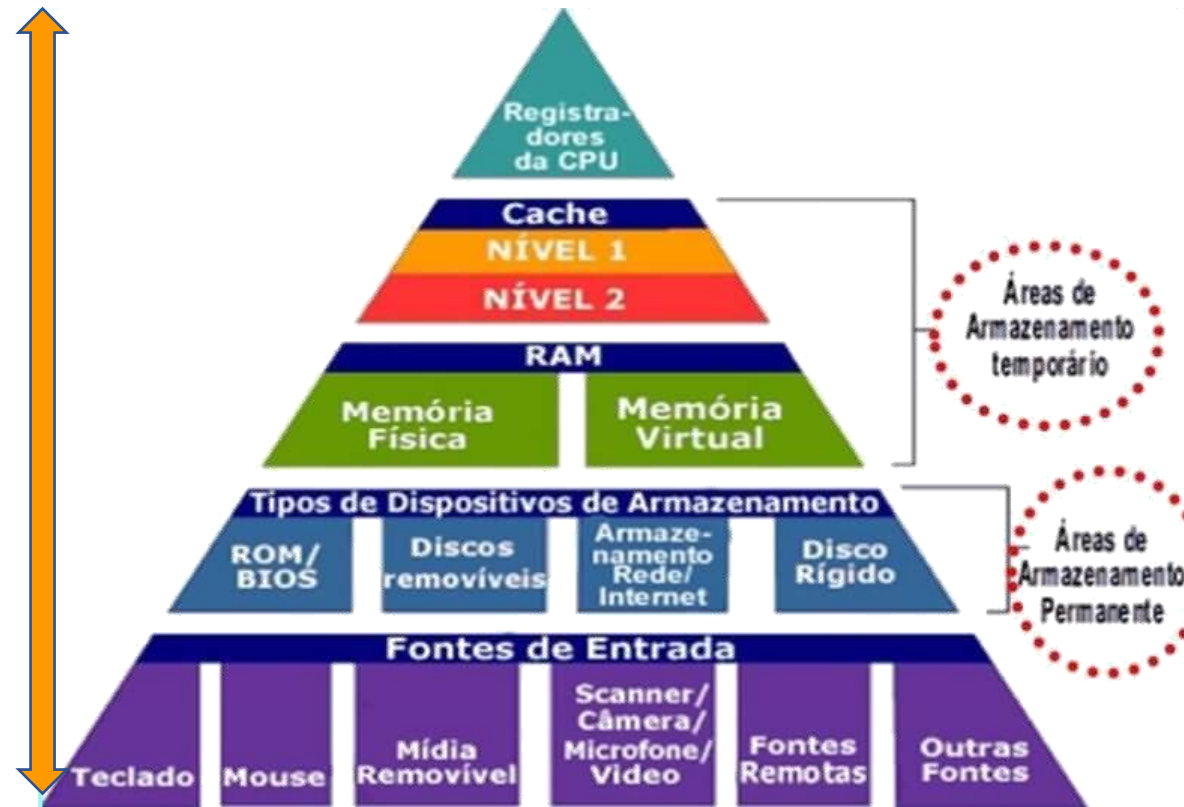 Registra-
dores
da CPU
Cache
NÍVEL 1
NÍVEL 2
RAM
Memória
Física
Memória
Virtual
Áreas de
Armazenamento
temporário
Tipos de Dispositivos de Armazenamento
ROM/
BIOS
Discos
removíveis
Armaze-
namento
Rede/
Internet
Disco
Rígido
Áreas de
Armazenamento
Permanente
Fontes de Entrada
Teclado
Mouse
Mídia
Removível
Scanner/
Câmera/
Microfone/
Video
Fontes
Remotas
Outras
Fontes